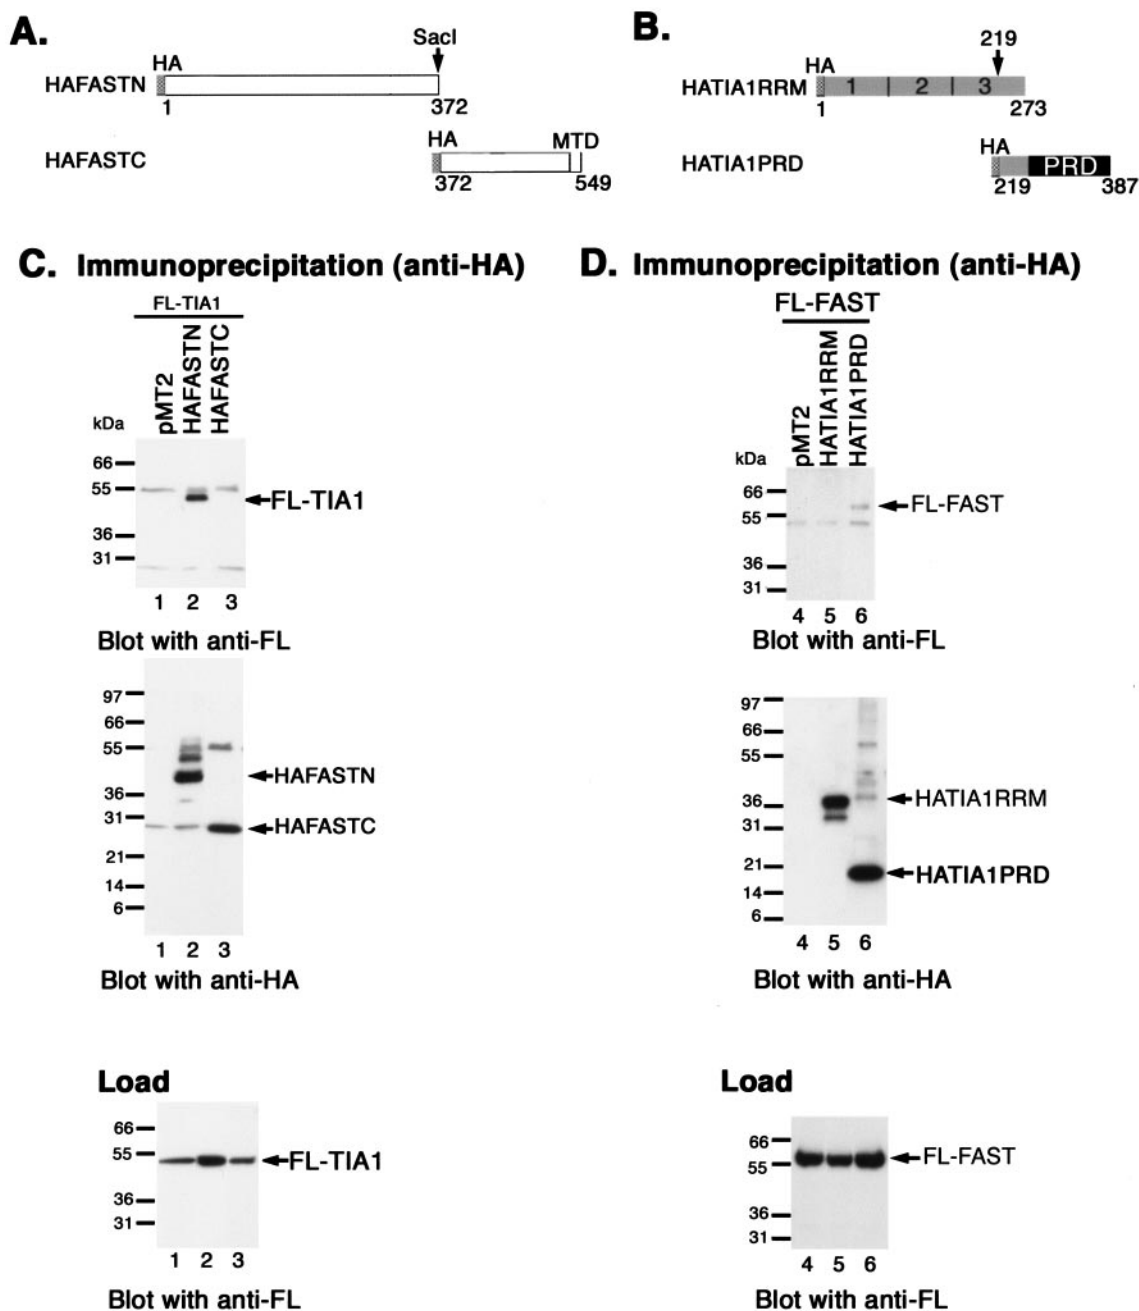 A.
SacI
HA
HAFASTN
1
372
HA
MTD
HAFASTC
372
549
B.
219
HA
HATIA1RRM
1
2
3
1
273
HA
HATIA1PRD
PRD
219
387
C. Immunoprecipitation (anti-HA)
FL-TIA1
pMT2
HAFASTN
HAFASTC
kDa
66
55
36
31
FL-TIA1
1 2 3
Blot with anti-FL
97
66
55
36
31
21
14
6
HAFASTN
HAFASTC
1 2 3
Blot with anti-HA
Load
66
55
36
31
FL-TIA1
1 2 3
Blot with anti-FL
D. Immunoprecipitation (anti-HA)
FL-FAST
pMT2
HATIA1RRM
HATIA1PRD
kDa
66
55
36
31
FL-FAST
4 5 6
Blot with anti-FL
97
66
55
36
31
21
14
6
HATIA1RRM
HATIA1PRD
4 5 6
Blot with anti-HA
Load
66
55
36
31
FL-FAST
4 5 6
Blot with anti-FL